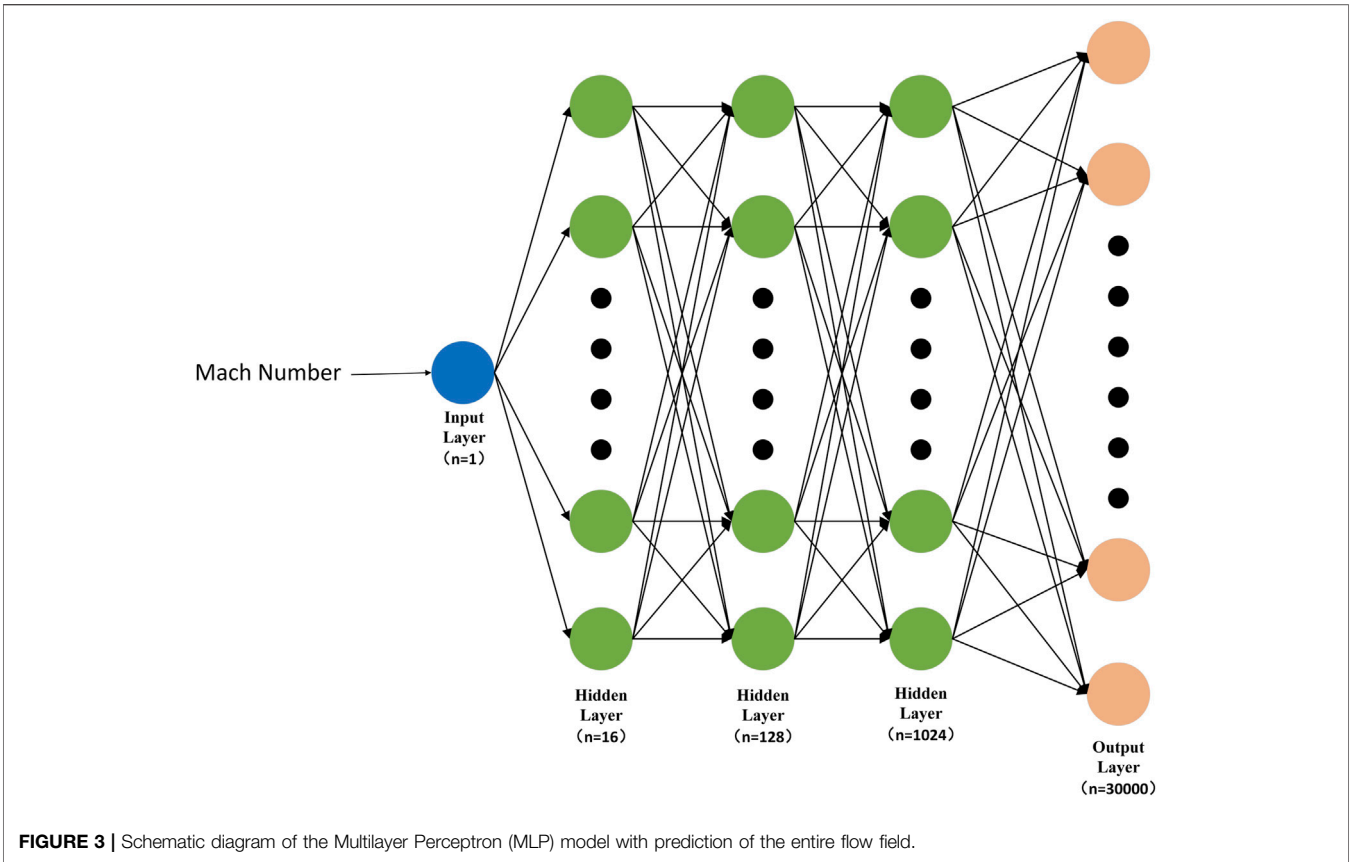 Mach Number
Input
Layer
（n=1）
Hidden
Layer
（n=16）
Hidden
Layer
（n=128）
Hidden
Layer
（n=1024）
Output
Layer
（n=30000）
FIGURE 3 | Schematic diagram of the Multilayer Perceptron (MLP) model with prediction of the entire flow field.